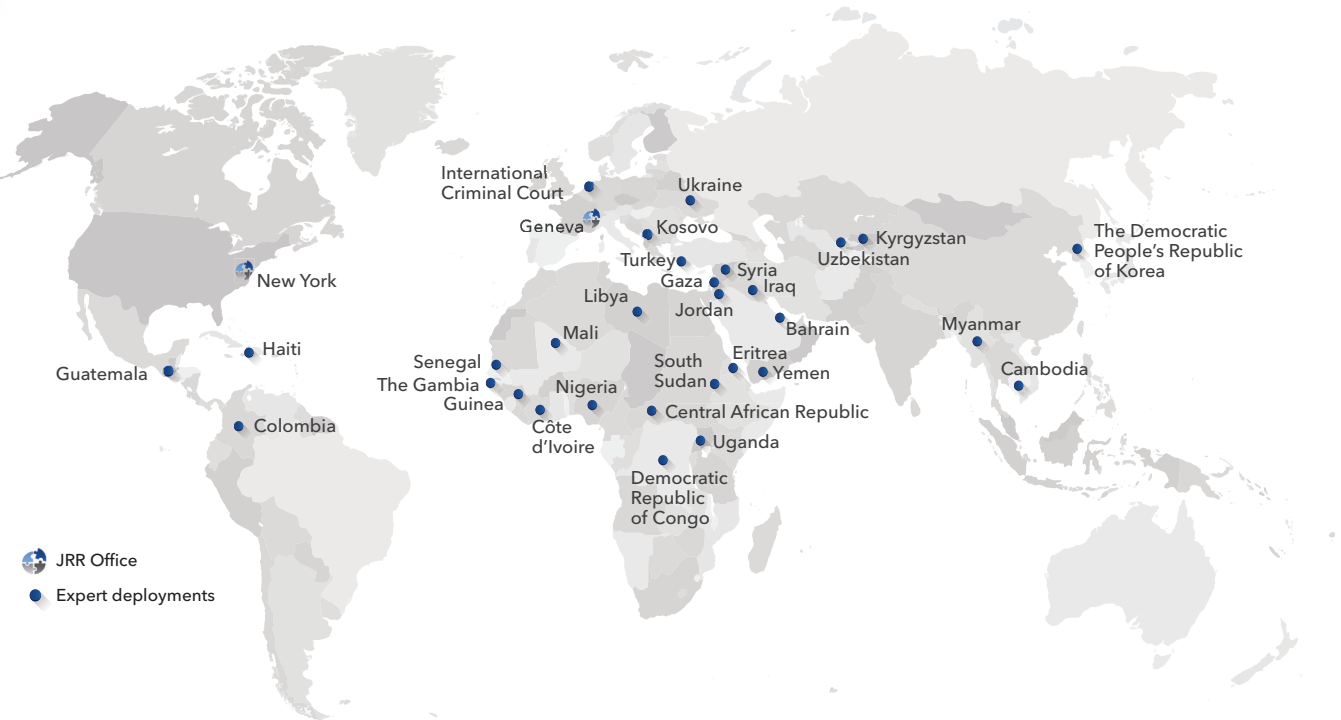 International
Criminal Court
Ukraine
Geneva
Kosovo
Kyrgyzstan
Uzbekistan
The Democratic
People's Republic
of Korea
New York
Turkey
Syria
Gaza
Iraq
Libya
Jordan
Bahrain
Myanmar
Mali
Haiti
Guatemala
Senegal
South
Sudan
Eritrea
Yemen
Cambodia
The Gambia
Nigeria
Guinea
Central African Republic
Colombia
Côte
d'Ivoire
Uganda
Democratic
Republic
of Congo
JRR Office
Expert deployments